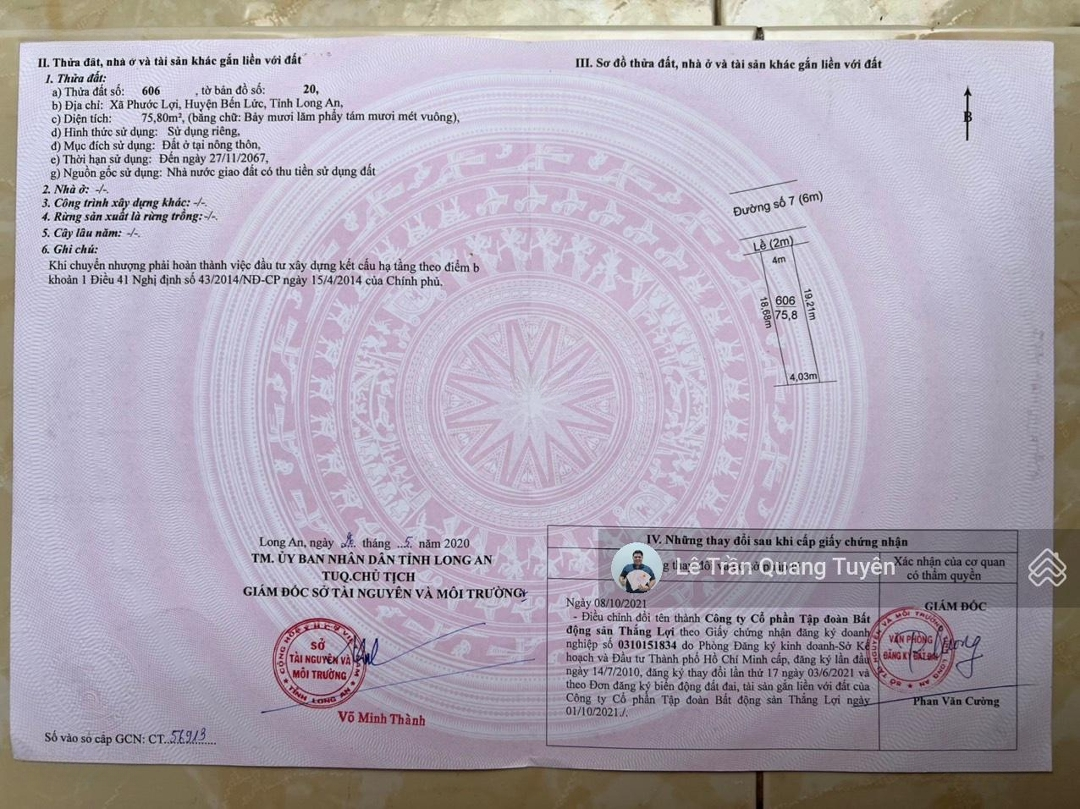 II. Thửa đất, nhà ở và tài sản khác gắn liền với đất
1. Thửa đất:
a) Thửa đất số: 606 , tờ bản đồ số: 20,
b) Địa chỉ: Xã Phước Lợi, Huyện Bến Lức, Tỉnh Long An,
c) Diện tích: 75,80m², (bằng chữ: Bảy mươi lăm phẩy tám mươi mét vuông),
d) Hình thức sử dụng: Sử dụng riêng,
đ) Mục đích sử dụng: Đất ở tại nông thôn,
e) Thời hạn sử dụng: Đến ngày 27/11/2067,
g) Nguồn gốc sử dụng: Nhà nước giao đất có thu tiền sử dụng đất
2. Nhà ở: -/-.
3. Công trình xây dựng khác: -/-.
4. Rừng sản xuất là rừng trồng: -/-.
5. Cây lâu năm: -/-.
6. Ghi chú:
Khi chuyển nhượng phải hoàn thành việc đầu tư xây dựng kết cấu hạ tầng theo điểm b
khoản 1 Điều 41 Nghị định số 43/2014/NĐ-CP ngày 15/4/2014 của Chính phủ.
Long An, ngày tháng 5 năm 2020
TM. ỦY BAN NHÂN DÂN TỈNH LONG AN
TUQ.CHỦ TỊCH
GIÁM ĐỐC SỞ TÀI NGUYÊN VÀ MÔI TRƯỜNG
SỞ
TÀI NGUYÊN VÀ
MÔI TRƯỜNG
TỈNH LONG AN
Võ Minh Thành
Số vào sổ cấp GCN: CT 56913
III. Sơ đồ thửa đất, nhà ở và tài sản khác gắn liền với đất
B
Đường số 7 (6m)
Lề (2m)
4m
18,68m
606
75,8
19,21m
4,03m
IV. Những thay đổi sau khi cấp giấy chứng nhận
Xác nhận của cơ quan
có thẩm quyền
Lê Trần Quang Tuyên
Ngày 08/10/2021
- Điều chỉnh đổi tên thành Công ty Cổ phần Tập đoàn Bất
động sản Thắng Lợi theo Giấy chứng nhận đăng ký doanh
nghiệp số 0310151834 do Phòng Đăng ký kinh doanh-Sở Kế
hoạch và Đầu tư Thành phố Hồ Chí Minh cấp, đăng ký lần đầu
ngày 14/7/2010, đăng ký thay đổi lần thứ 17 ngày 03/6/2021 và
theo Đơn đăng ký biến động đất đai, tài sản gắn liền với đất của
Công ty Cổ phần Tập đoàn Bất động sản Thắng Lợi ngày
01/10/2021./.
GIÁM ĐỐC
VĂN PHÒNG
ĐĂNG KÝ ĐẤT ĐAI
Phan Văn Cường